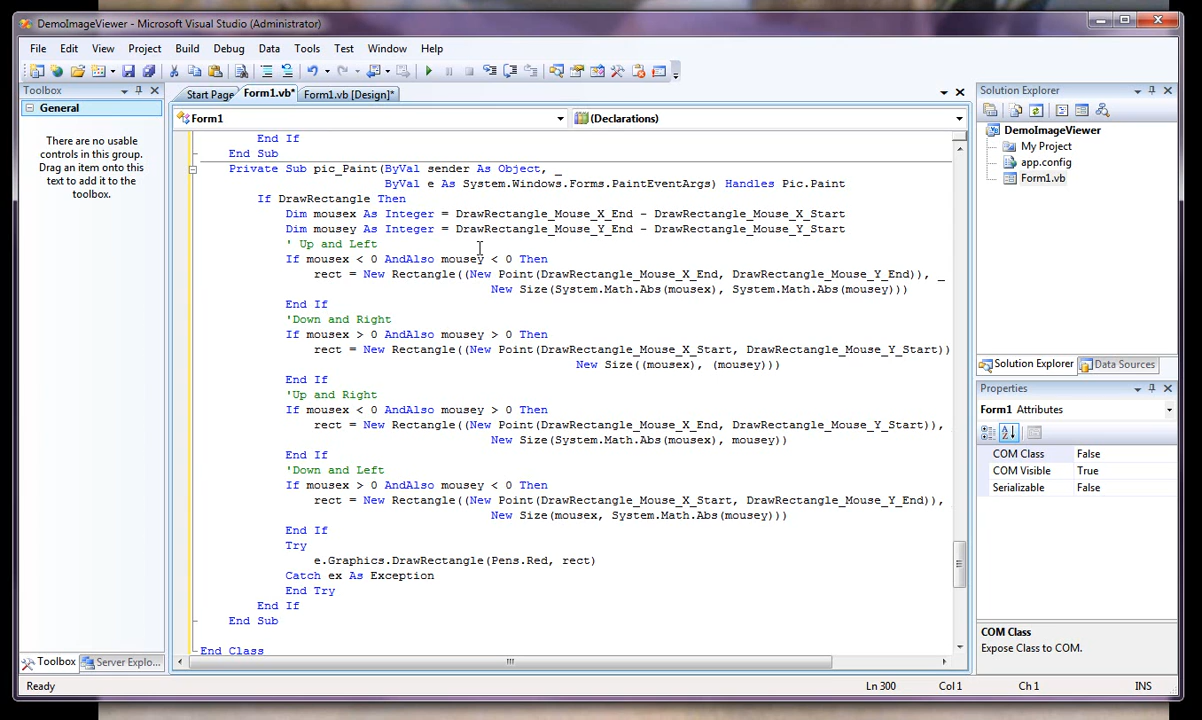 DemoImageViewer - Microsoft Visual Studio (Administrator)
File Edit View Project Build Debug Data Tools Test Window Help
Toolbox
General
There are no usable
controls in this group.
Drag an item onto this
text to add it to the
toolbox.
Toolbox Server Explo...
Start Page Form1.vb* Form1.vb [Design]*
Form1 (Declarations)
End If
End Sub
Private Sub pic_Paint(ByVal sender As Object, _
ByVal e As System.Windows.Forms.PaintEventArgs) Handles Pic.Paint
If DrawRectangle Then
Dim mousex As Integer = DrawRectangle_Mouse_X_End - DrawRectangle_Mouse_X_Start
Dim mousey As Integer = DrawRectangle_Mouse_Y_End - DrawRectangle_Mouse_Y_Start
' Up and Left
If mousex < 0 AndAlso mousey < 0 Then
rect = New Rectangle((New Point(DrawRectangle_Mouse_X_End, DrawRectangle_Mouse_Y_End)), _
New Size(System.Math.Abs(mousex), System.Math.Abs(mousey)))
End If
'Down and Right
If mousex > 0 AndAlso mousey > 0 Then
rect = New Rectangle((New Point(DrawRectangle_Mouse_X_Start, DrawRectangle_Mouse_Y_Start))
New Size((mousex), (mousey)))
End If
'Up and Right
If mousex < 0 AndAlso mousey > 0 Then
rect = New Rectangle((New Point(DrawRectangle_Mouse_X_End, DrawRectangle_Mouse_Y_Start)), _
New Size(System.Math.Abs(mousex), mousey))
End If
'Down and Left
If mousex > 0 AndAlso mousey < 0 Then
rect = New Rectangle((New Point(DrawRectangle_Mouse_X_Start, DrawRectangle_Mouse_Y_End)), _
New Size(mousex, System.Math.Abs(mousey)))
End If
Try
e.Graphics.DrawRectangle(Pens.Red, rect)
Catch ex As Exception
End Try
End If
End Sub
End Class
Solution Explorer
DemoImageViewer
My Project
app.config
Form1.vb
Solution Explorer Data Sources
Properties
Form1 Attributes
COM Class False
COM Visible True
Serializable False
COM Class
Expose Class to COM.
Ready Ln 300 Col 1 Ch 1 INS